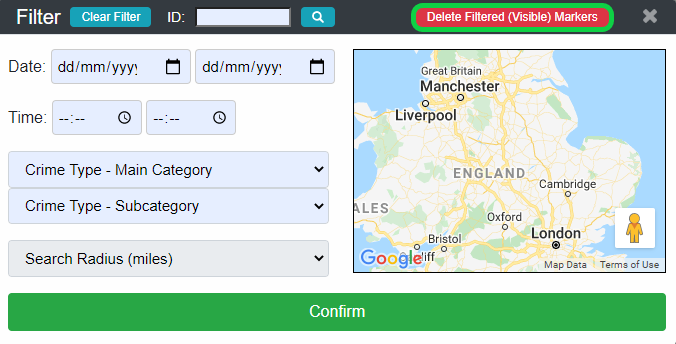 Filter Clear Filter ID: Delete Filtered (Visible) Markers
Date: dd/mm/yyyy dd/mm/yyyy
Time: --:-- --:--
Crime Type - Main Category
Crime Type - Subcategory
Search Radius (miles)
Great Britain
Manchester
Liverpool
ENGLAND
Cambridge
ALES
Oxford
London
Bristol
diff
Google
Map Data Terms of Use
Confirm